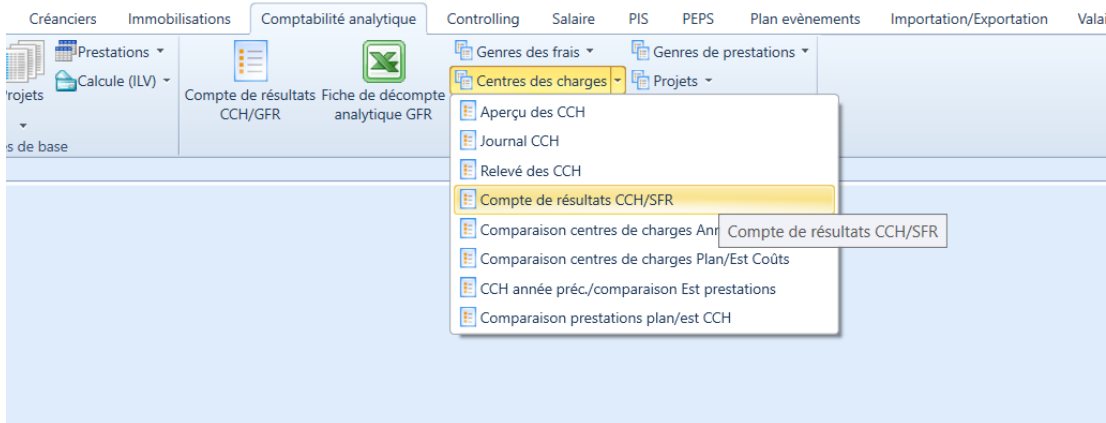 Créanciers Immobilisations Comptabilité analytique Controlling Salaire PIS PEPS Plan evènements Importation/Exportation
Prestations
Calcule (ILV)
Compte de résultats CCH/GFR
Fiche de décompte analytique GFR
Genres des frais
Genres de prestations
Centres des charges
Projets
Aperçu des CCH
Journal CCH
Relevé des CCH
Compte de résultats CCH/SFR
Compte de résultats CCH/SFR
Comparaison centres de charges
Comparaison centres de charges Plan/Est Coûts
CCH année préc./comparaison Est prestations
Comparaison prestations plan/est CCH
de base